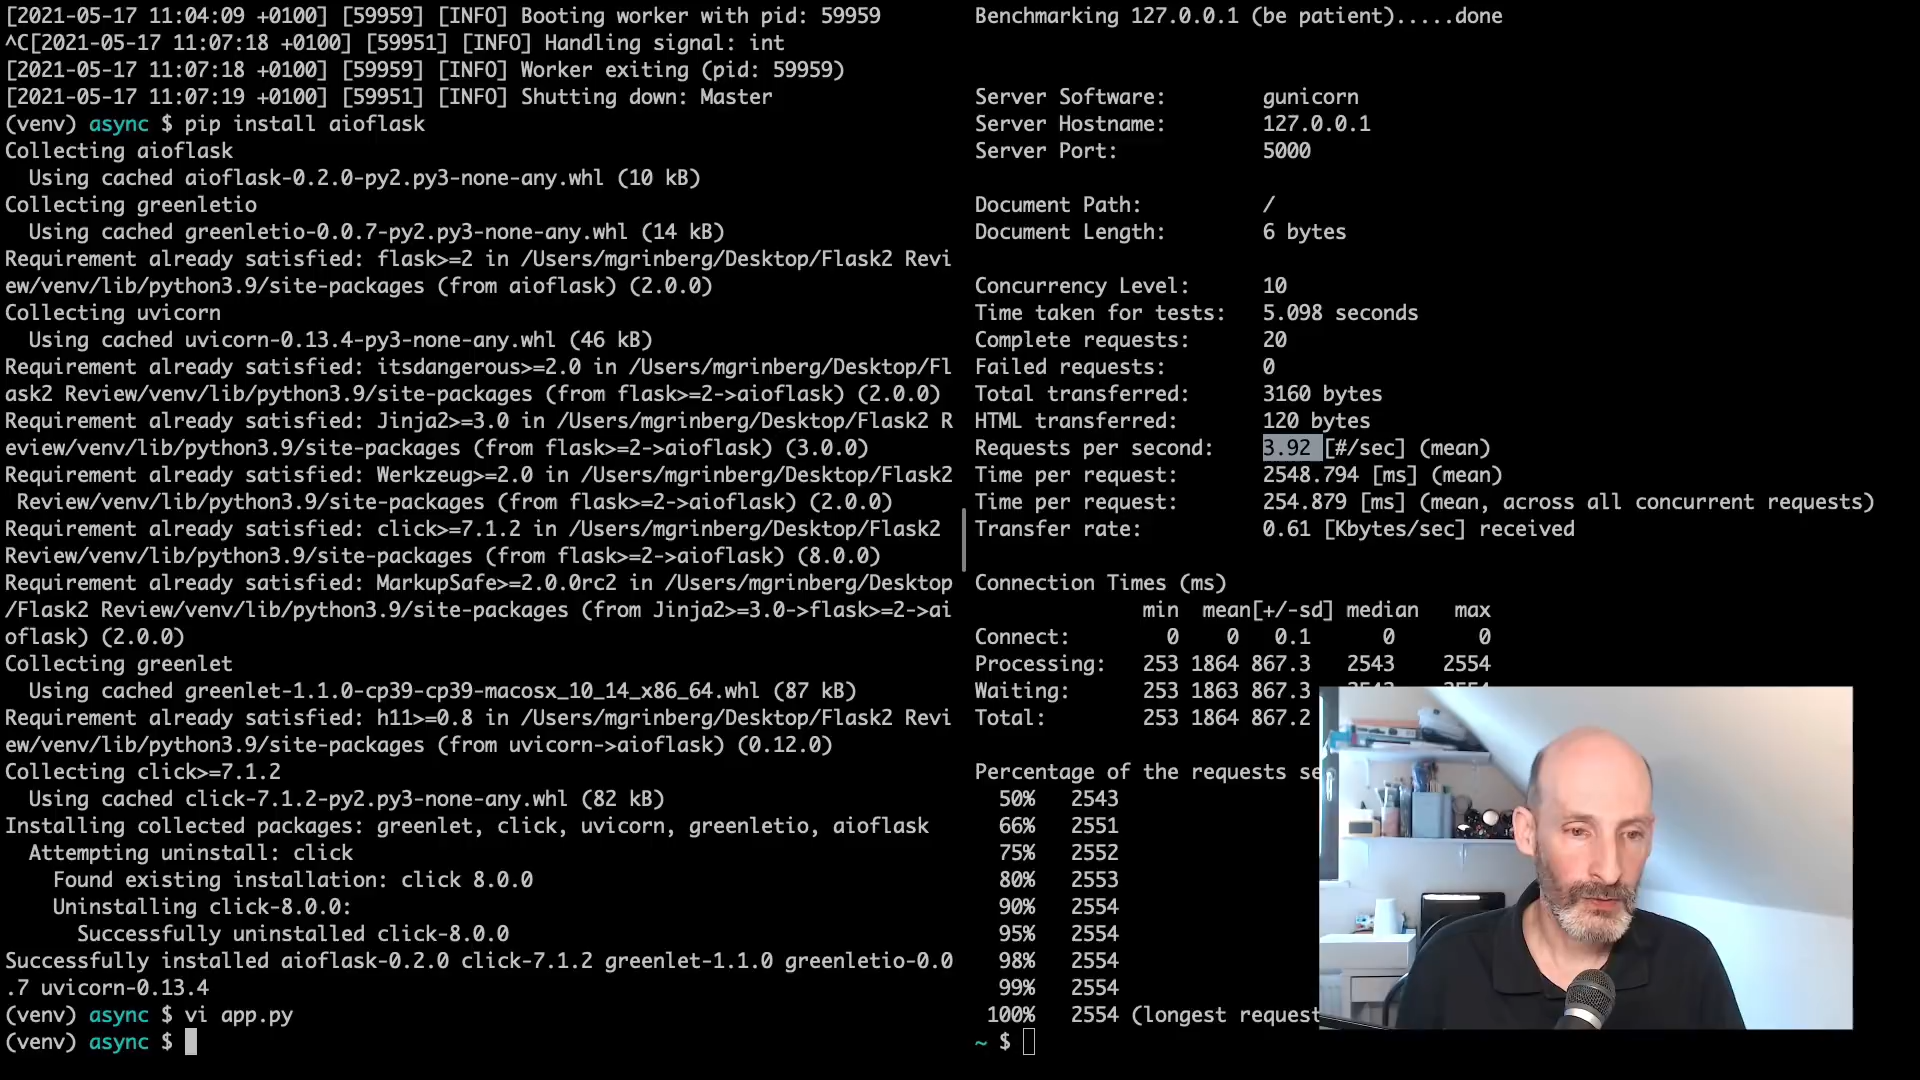 [2021-05-17 11:04:09 +0100] [59959] [INFO] Booting worker with pid: 59959
^C[2021-05-17 11:07:18 +0100] [59951] [INFO] Handling signal: int
[2021-05-17 11:07:18 +0100] [59959] [INFO] Worker exiting (pid: 59959)
[2021-05-17 11:07:19 +0100] [59951] [INFO] Shutting down: Master
(venv) async $ pip install aioflask
Collecting aioflask
  Using cached aioflask-0.2.0-py2.py3-none-any.whl (10 kB)
Collecting greenletio
  Using cached greenletio-0.0.7-py2.py3-none-any.whl (14 kB)
Requirement already satisfied: flask>=2 in /Users/mgrinberg/Desktop/Flask2 Revi
ew/venv/lib/python3.9/site-packages (from aioflask) (2.0.0)
Collecting uvicorn
  Using cached uvicorn-0.13.4-py3-none-any.whl (46 kB)
Requirement already satisfied: itsdangerous>=2.0 in /Users/mgrinberg/Desktop/Fl
ask2 Review/venv/lib/python3.9/site-packages (from flask>=2->aioflask) (2.0.0)
Requirement already satisfied: Jinja2>=3.0 in /Users/mgrinberg/Desktop/Flask2 R
eview/venv/lib/python3.9/site-packages (from flask>=2->aioflask) (3.0.0)
Requirement already satisfied: Werkzeug>=2.0 in /Users/mgrinberg/Desktop/Flask2
 Review/venv/lib/python3.9/site-packages (from flask>=2->aioflask) (2.0.0)
Requirement already satisfied: click>=7.1.2 in /Users/mgrinberg/Desktop/Flask2
Review/venv/lib/python3.9/site-packages (from flask>=2->aioflask) (8.0.0)
Requirement already satisfied: MarkupSafe>=2.0.0rc2 in /Users/mgrinberg/Desktop
/Flask2 Review/venv/lib/python3.9/site-packages (from Jinja2>=3.0->flask>=2->ai
oflask) (2.0.0)
Collecting greenlet
  Using cached greenlet-1.1.0-cp39-cp39-macosx_10_14_x86_64.whl (87 kB)
Requirement already satisfied: h11>=0.8 in /Users/mgrinberg/Desktop/Flask2 Revi
ew/venv/lib/python3.9/site-packages (from uvicorn->aioflask) (0.12.0)
Collecting click>=7.1.2
  Using cached click-7.1.2-py2.py3-none-any.whl (82 kB)
Installing collected packages: greenlet, click, uvicorn, greenletio, aioflask
  Attempting uninstall: click
    Found existing installation: click 8.0.0
    Uninstalling click-8.0.0:
      Successfully uninstalled click-8.0.0
Successfully installed aioflask-0.2.0 click-7.1.2 greenlet-1.1.0 greenletio-0.0
.7 uvicorn-0.13.4
(venv) async $ vi app.py
(venv) async $
Benchmarking 127.0.0.1 (be patient).....done
Server Software:        gunicorn
Server Hostname:        127.0.0.1
Server Port:            5000
Document Path:          /
Document Length:        6 bytes
Concurrency Level:      10
Time taken for tests:   5.098 seconds
Complete requests:      20
Failed requests:        0
Total transferred:      3160 bytes
HTML transferred:       120 bytes
Requests per second:    3.92 [#/sec] (mean)
Time per request:       2548.794 [ms] (mean)
Time per request:       254.879 [ms] (mean, across all concurrent requests)
Transfer rate:          0.61 [Kbytes/sec] received
Connection Times (ms)
              min  mean[+/-sd] median   max
Connect:        0    0   0.1      0       0
Processing:   253 1864 867.3   2543    2554
Waiting:      253 1863 867.3
Total:        253 1864 867.2
Percentage of the requests se
  50%   2543
  66%   2551
  75%   2552
  80%   2553
  90%   2554
  95%   2554
  98%   2554
  99%   2554
 100%   2554 (longest request
~ $